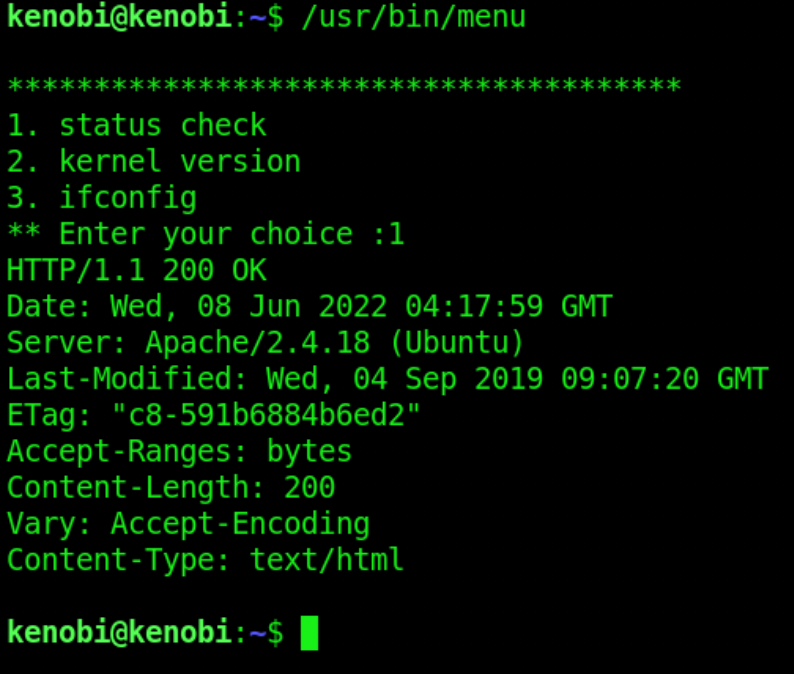 kenobi@kenobi:~$ /usr/bin/menu
***************************************
1. status check
2. kernel version
3. ifconfig
** Enter your choice :1
HTTP/1.1 200 OK
Date: Wed, 08 Jun 2022 04:17:59 GMT
Server: Apache/2.4.18 (Ubuntu)
Last-Modified: Wed, 04 Sep 2019 09:07:20 GMT
ETag: "c8-591b6884b6ed2"
Accept-Ranges: bytes
Content-Length: 200
Vary: Accept-Encoding
Content-Type: text/html
kenobi@kenobi:~$